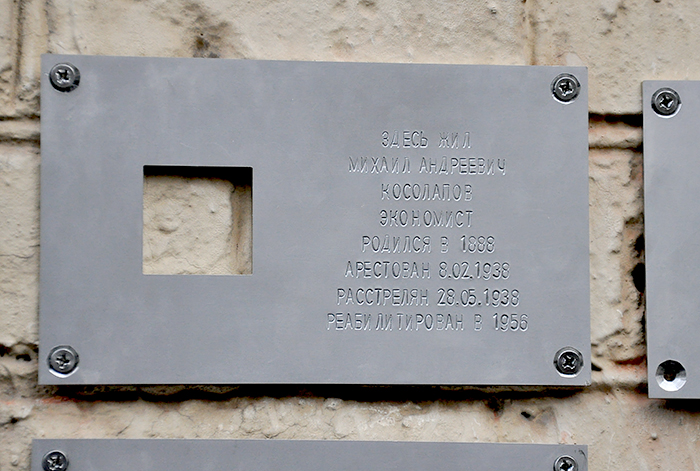 ЗДЕСЬ ЖИЛ
МИХАИЛ АНДРЕЕВИЧ
КОСОЛАПОВ
ЭКОНОМИСТ
РОДИЛСЯ В 1888
АРЕСТОВАН 8.02.1938
РАССТРЕЛЯН 28.05.1938
РЕАБИЛИТИРОВАН В 1956